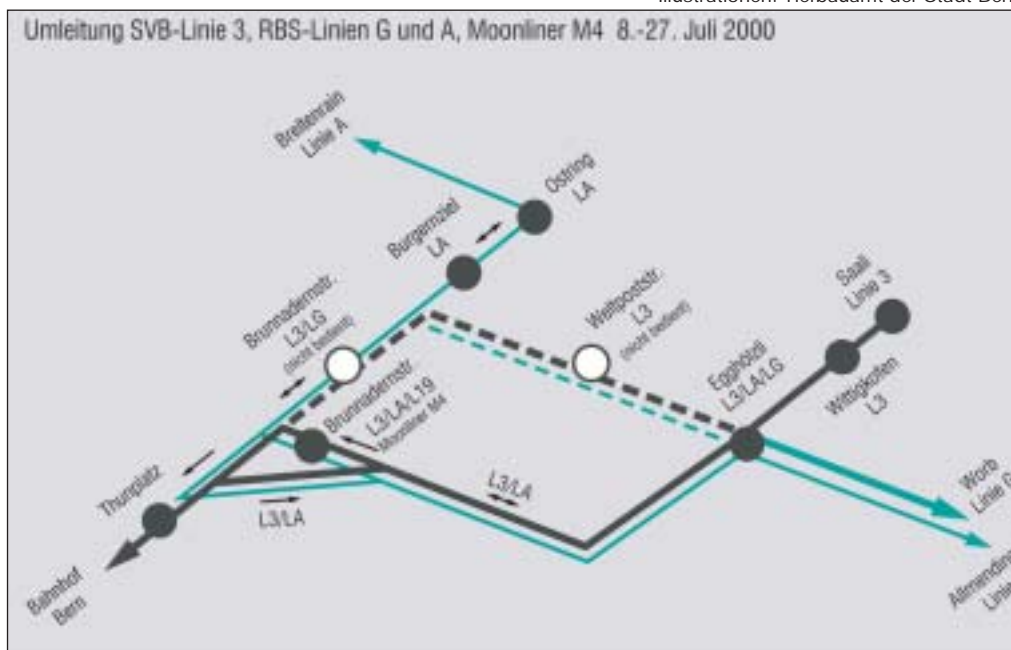 Illustrationen: Tiefbauamt der Stadt Bern
Umleitung SVB-Linie 3, RBS-Linien G und A, Moonliner M4 8.-27. Juli 2000
Breitenrain
Linie A
Ostring
LA
Burgernziel
LA
Saali
Linie 3
Brunnadernstr.
L3/LG
(nicht bedient)
Weltpoststr.
L3
(nicht bedient)
Egghölzli
L3/LA/LG
Wittigkofen
L3
Brunnadernstr.
L3/LA/L19
Moonliner M4
Thunplatz
L3/LA
L3/LA
Worb
Linie G
Bahnhof
Bern
Linie